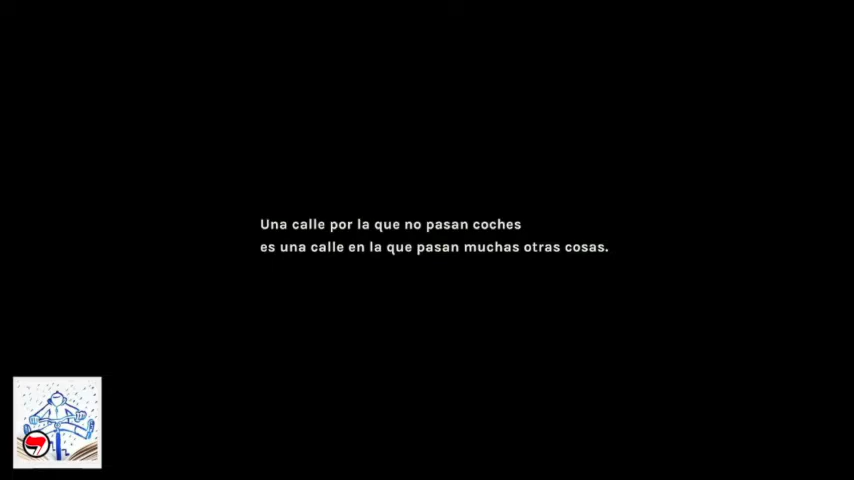 Una calle por la que no pasan coches
es una calle en la que pasan muchas otras cosas.